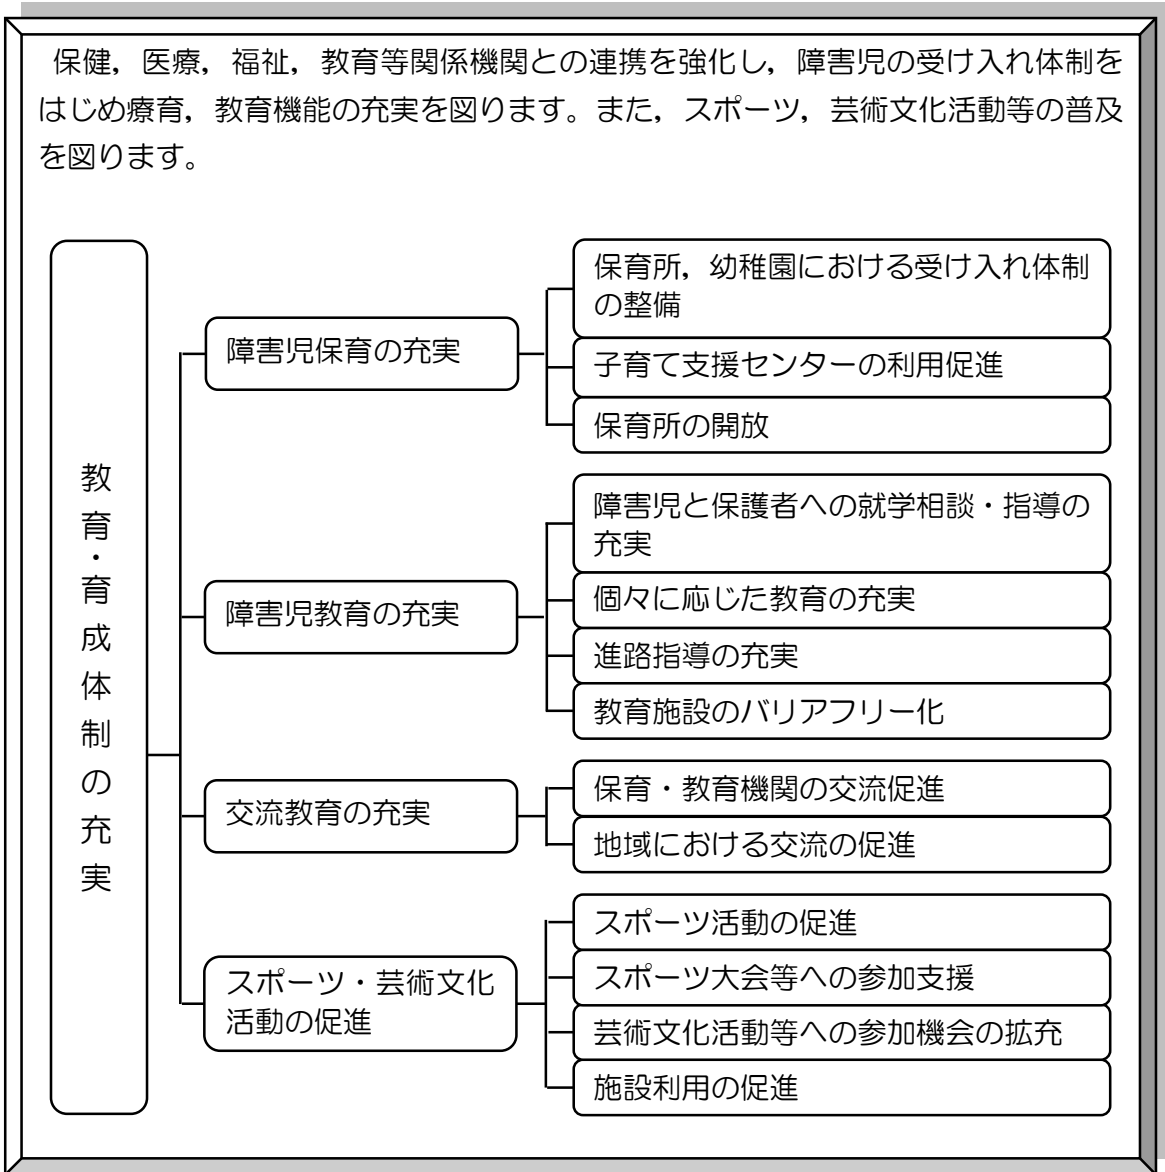 保健，医療，福祉，教育等関係機関との連携を強化し，障害児の受け入れ体制を
はじめ療育，教育機能の充実を図ります。また，スポーツ，芸術文化活動等の普及
を図ります。
教育・育成体制の充実
障害児保育の充実
保育所，幼稚園における受け入れ体制
の整備
子育て支援センターの利用促進
保育所の開放
障害児教育の充実
障害児と保護者への就学相談・指導の
充実
個々に応じた教育の充実
進路指導の充実
教育施設のバリアフリー化
交流教育の充実
保育・教育機関の交流促進
地域における交流の促進
スポーツ・芸術文化
活動の促進
スポーツ活動の促進
スポーツ大会等への参加支援
芸術文化活動等への参加機会の拡充
施設利用の促進